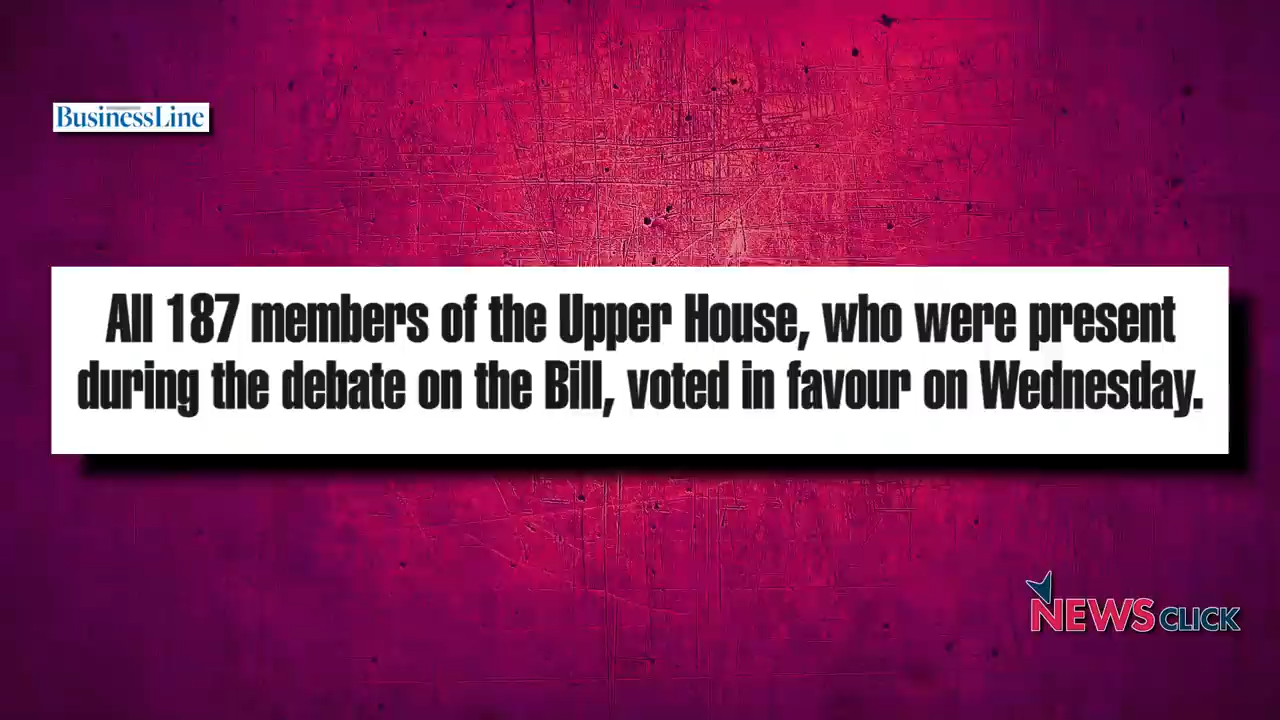 BusinessLine
All 187 members of the Upper House, who were present
during the debate on the Bill, voted in favour on Wednesday.
NEWSCLICK